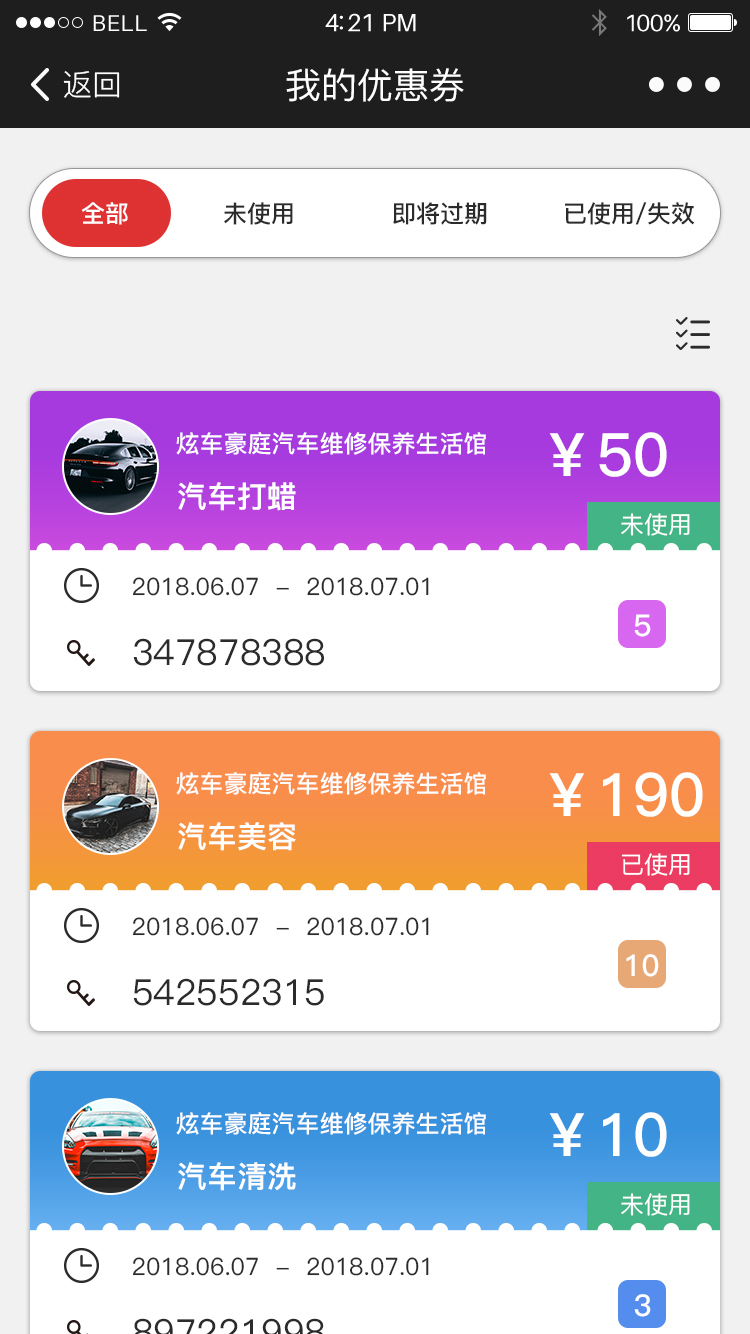 BELL 4:21 PM 100%
返回 我的优惠券
全部 未使用 即将过期 已使用/失效
炫车豪庭汽车维修保养生活馆 ¥ 50
汽车打蜡
未使用
2018.06.07 – 2018.07.01
5
347878388
炫车豪庭汽车维修保养生活馆 ¥ 190
汽车美容
已使用
2018.06.07 – 2018.07.01
10
542552315
炫车豪庭汽车维修保养生活馆 ¥ 10
汽车清洗
未使用
2018.06.07 – 2018.07.01
3
897221998